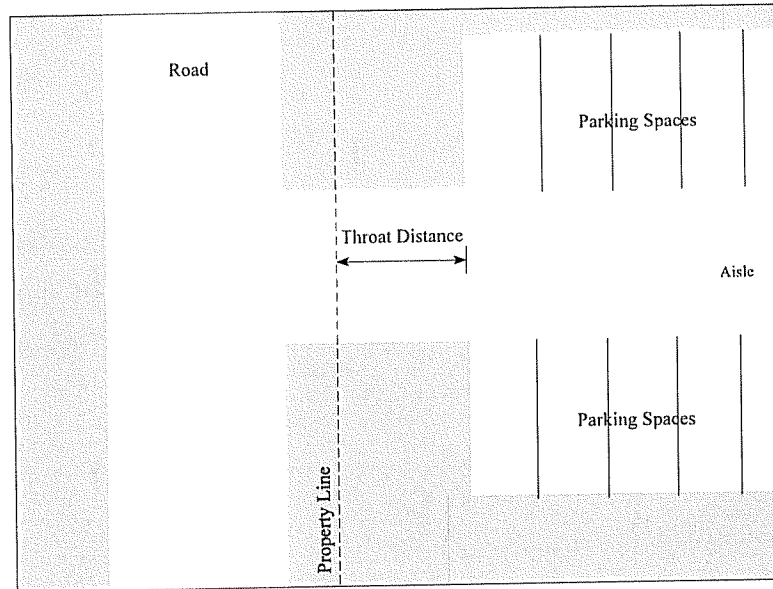 Road
Parking Spaces
Throat Distance
Aisle
Parking Spaces
Property Line